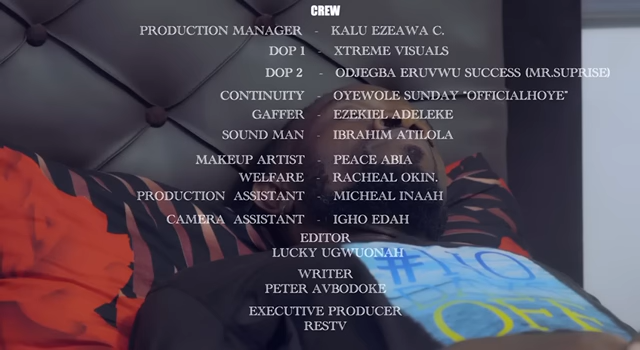 CREW
PRODUCTION MANAGER - KALU EZEAWA C.
DOP 1 - XTREME VISUALS
DOP 2 - ODJEGBA ERUVWU SUCCESS (MR.SUPRISE)
CONTINUITY - OYEWOLE SUNDAY "OFFICIALHOYE"
GAFFER - EZEKIEL ADELEKE
SOUND MAN - IBRAHIM ATILOLA
MAKEUP ARTIST - PEACE ABIA
WELFARE - RACHEAL OKIN.
PRODUCTION ASSISTANT - MICHEAL INAAH
CAMERA ASSISTANT - IGHO EDAH
EDITOR
LUCKY UGWUONAH
WRITER
PETER AVBODOKE
EXECUTIVE PRODUCER
RESTV
#NO
OFF